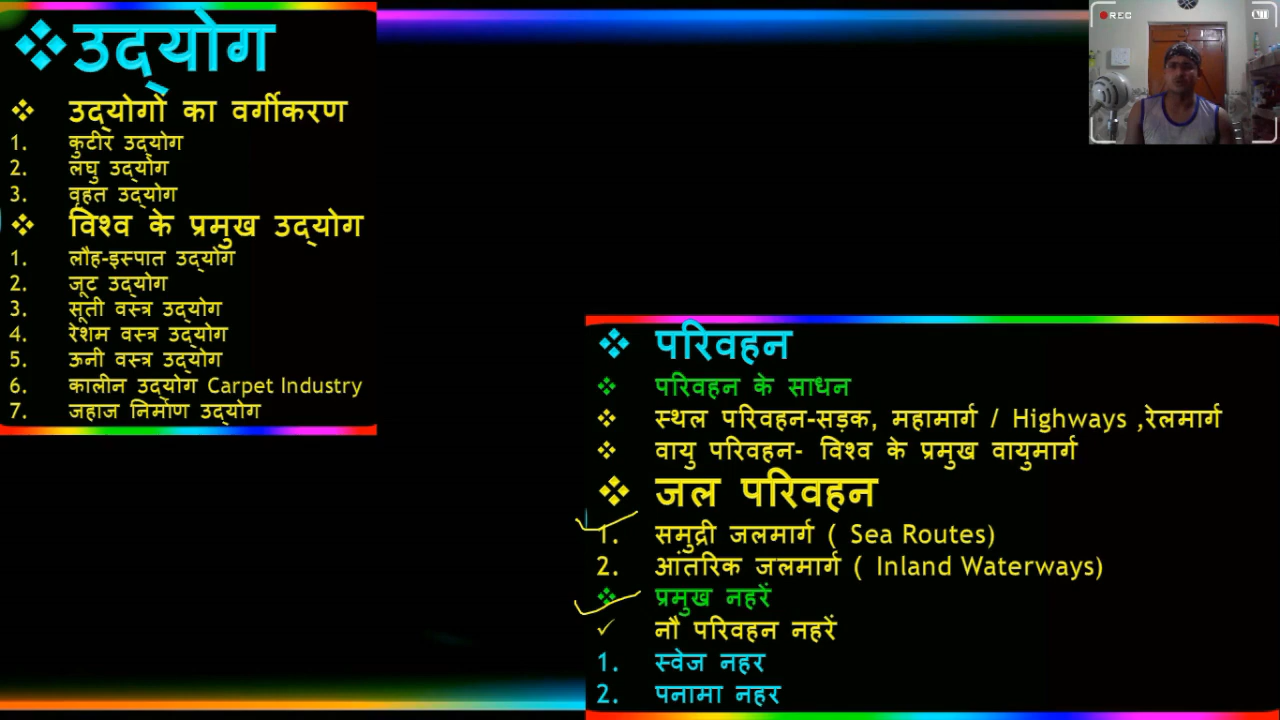 ❖उद्योग
❖ उद्योगों का वर्गीकरण
1. कुटीर उद्योग
2. लघु उद्योग
3. वृहत उद्योग
❖ विश्व के प्रमुख उद्योग
1. लौह-इस्पात उद्योग
2. जूट उद्योग
3. सूती वस्त्र उद्योग
4. रेशम वस्त्र उद्योग
5. ऊनी वस्त्र उद्योग
6. कालीन उद्योग Carpet Industry
7. जहाज निर्माण उद्योग
REC
❖ परिवहन
❖ परिवहन के साधन
❖ स्थल परिवहन-सड़क, महामार्ग / Highways ,रेलमार्ग
❖ वायु परिवहन- विश्व के प्रमुख वायुमार्ग
❖ जल परिवहन
1. समुद्री जलमार्ग ( Sea Routes)
2. आंतरिक जलमार्ग ( Inland Waterways)
❖ प्रमुख नहरें
✓ नौ परिवहन नहरें
1. स्वेज नहर
2. पनामा नहर